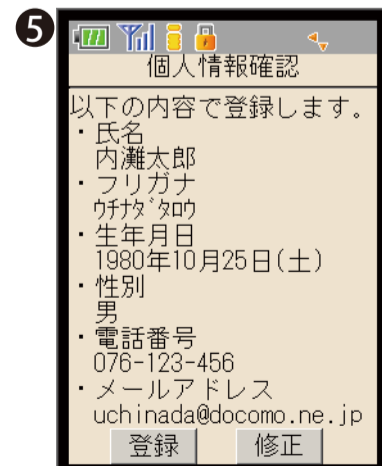 ❺
個人情報確認
以下の内容で登録します。
・氏名
内灘太郎
・フリガナ
ｳﾁﾅﾀﾞﾀﾛｳ
・生年月日
1980年10月25日(土)
・性別
男
・電話番号
076-123-456
・メールアドレス
uchinada@docomo.ne.jp
登録 修正